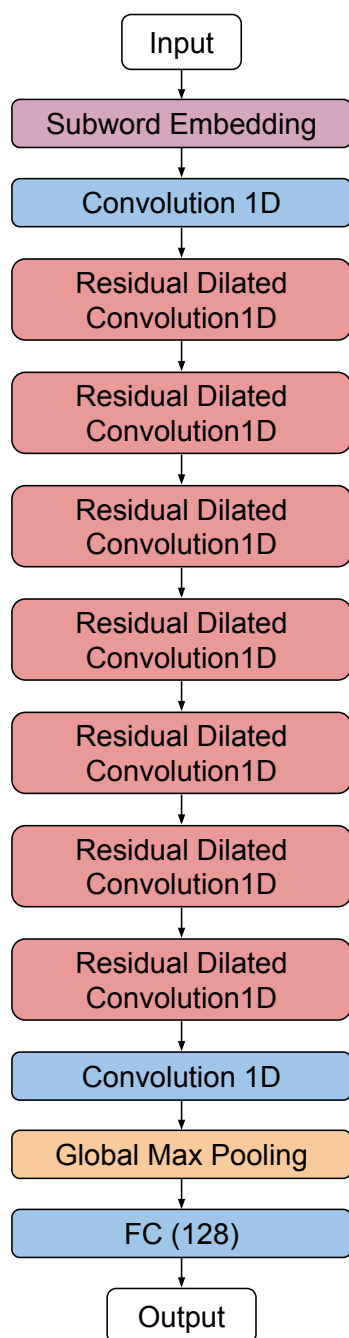 Input
Subword Embedding
Convolution 1D
Residual Dilated
Convolution1D
Residual Dilated
Convolution1D
Residual Dilated
Convolution1D
Residual Dilated
Convolution1D
Residual Dilated
Convolution1D
Residual Dilated
Convolution1D
Residual Dilated
Convolution1D
Convolution 1D
Global Max Pooling
FC (128)
Output